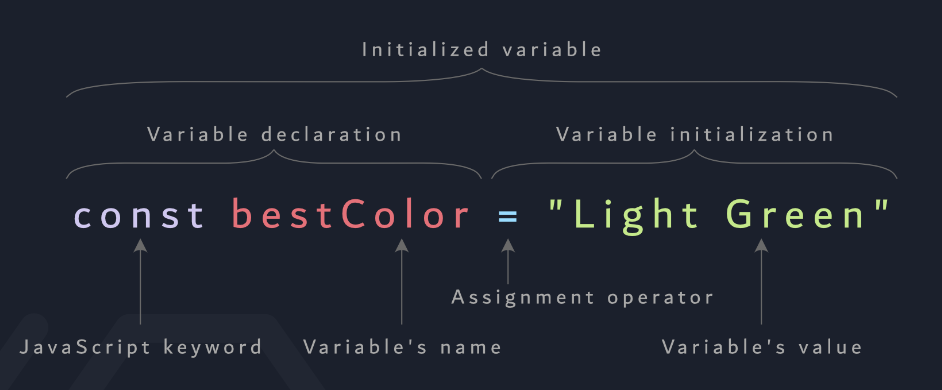 Initialized variable
Variable declaration
Variable initialization
const bestColor = "Light Green"
Assignment operator
JavaScript keyword
Variable's name
Variable's value